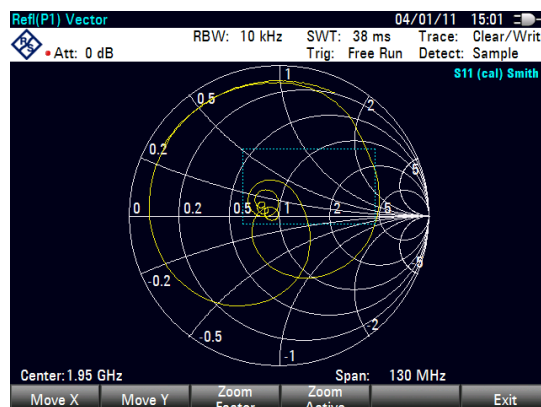 Refl(P1) Vector 04/01/11 15:01
RBW: 10 kHz SWT: 38 ms Trace: Clear/Writ
Att: 0 dB Trig: Free Run Detect: Sample
S11 (cal) Smith
1
0.5 2
0.2 5
0 0.2 0.5 1 2 5
-0.2 -5
-0.5 -2
-1
Center: 1.95 GHz Span: 130 MHz
Move X Move Y Zoom Zoom Exit